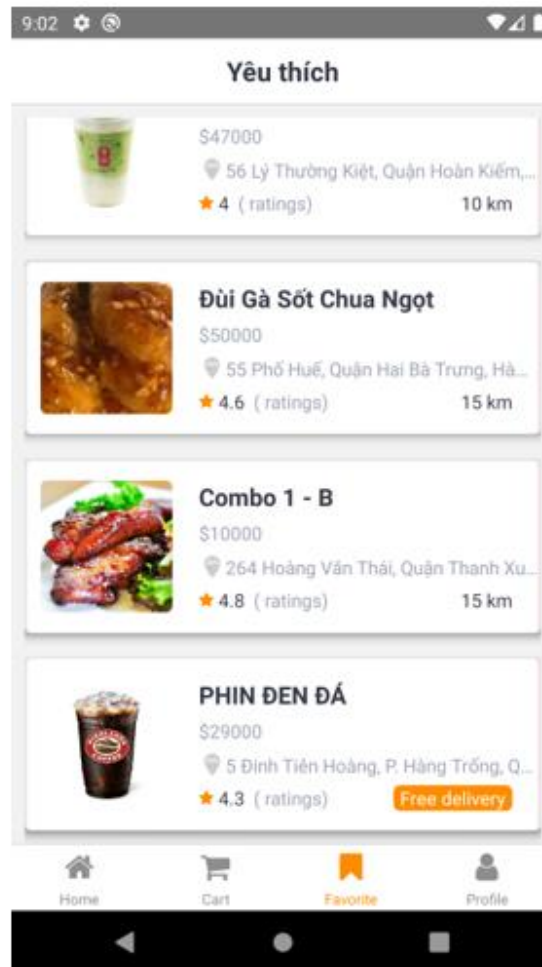 9:02
Yêu thích
$47000
56 Lý Thường Kiệt, Quận Hoàn Kiếm,...
4 ( ratings) 10 km
Đùi Gà Sốt Chua Ngọt
$50000
55 Phố Huế, Quận Hai Bà Trưng, Hà...
4.6 ( ratings) 15 km
Combo 1 - B
$10000
264 Hoàng Văn Thái, Quận Thanh Xu...
4.8 ( ratings) 15 km
PHIN ĐEN ĐÁ
$29000
5 Đinh Tiên Hoàng, P. Hàng Trống, Q...
4.3 ( ratings) Free delivery
Home Cart Favorite Profile